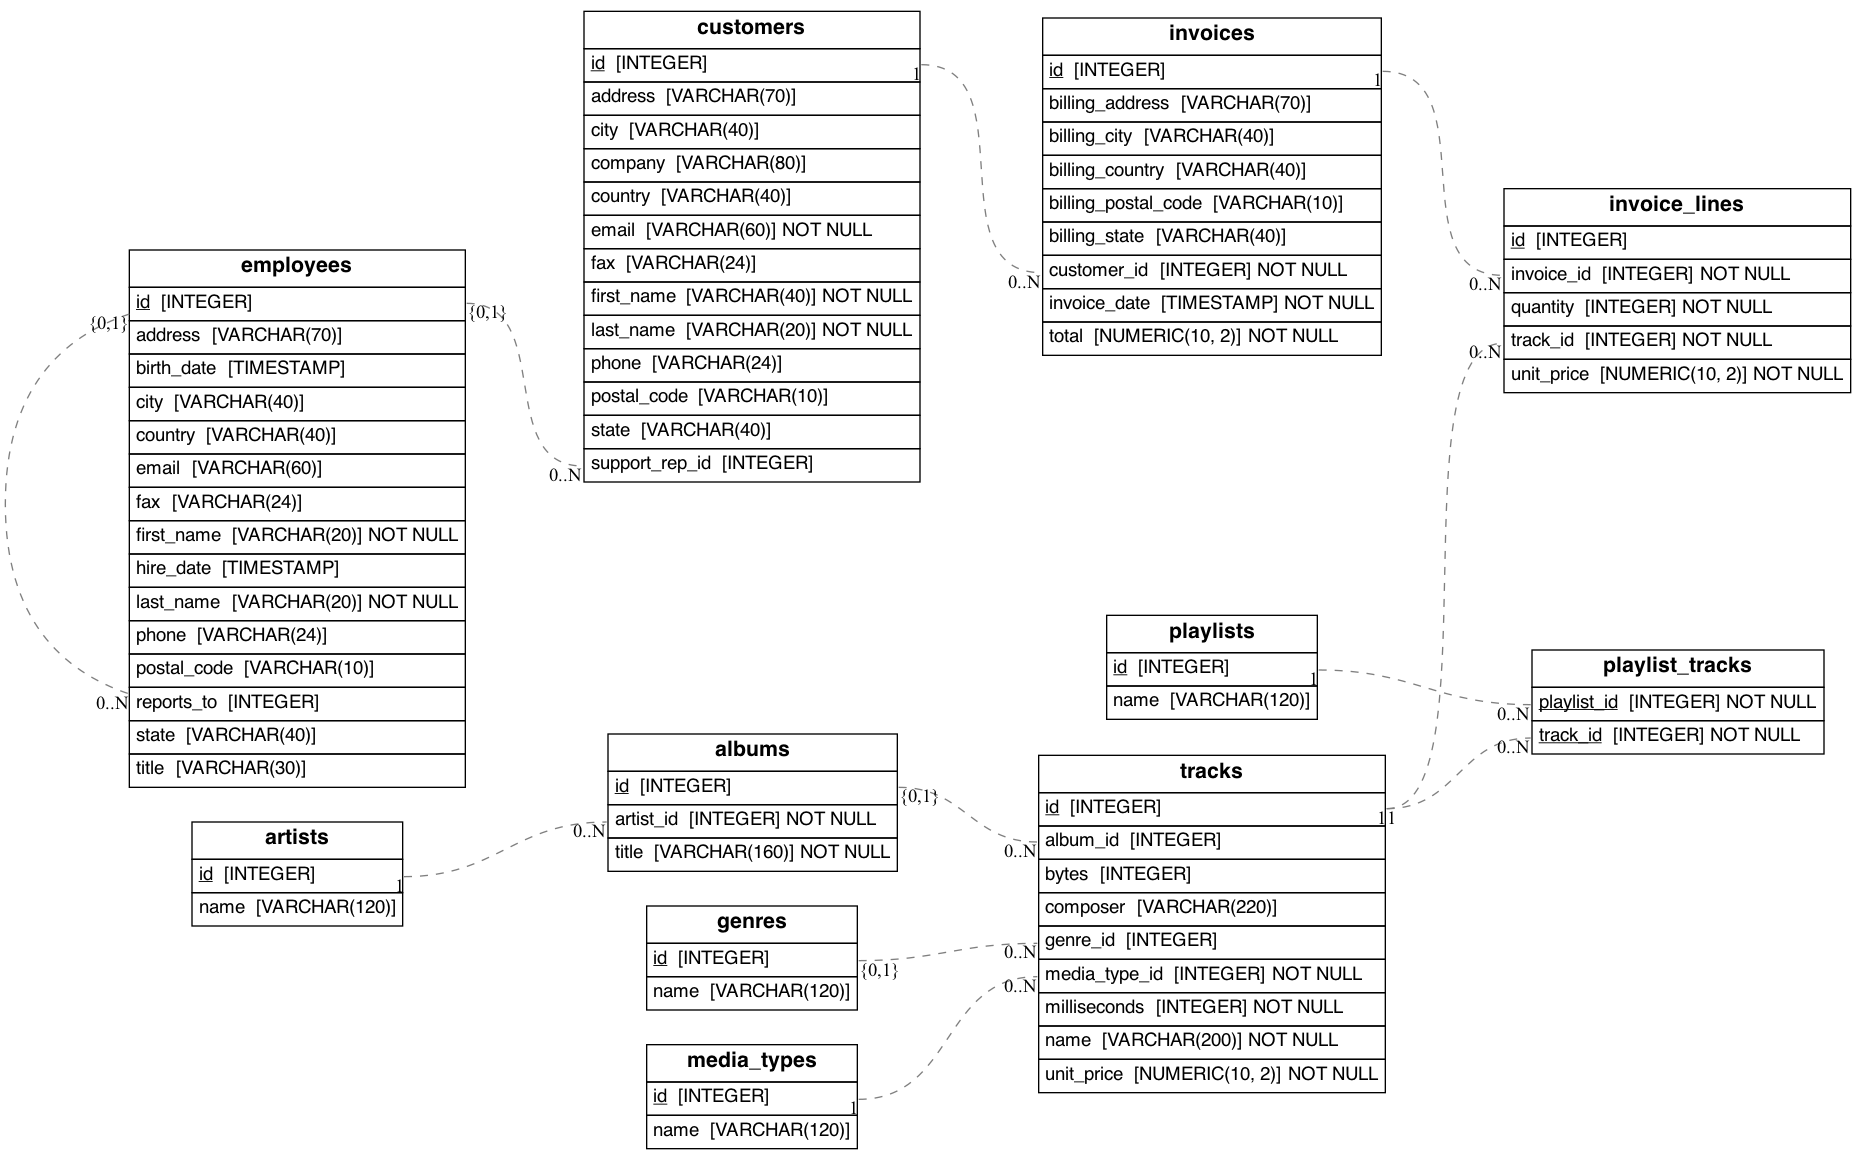 customers
id [INTEGER]
1
address [VARCHAR(70)]
city [VARCHAR(40)]
company [VARCHAR(80)]
country [VARCHAR(40)]
email [VARCHAR(60)] NOT NULL
fax [VARCHAR(24)]
first_name [VARCHAR(40)] NOT NULL
last_name [VARCHAR(20)] NOT NULL
phone [VARCHAR(24)]
postal_code [VARCHAR(10)]
state [VARCHAR(40)]
support_rep_id [INTEGER]
0..N
invoices
id [INTEGER]
1
billing_address [VARCHAR(70)]
billing_city [VARCHAR(40)]
billing_country [VARCHAR(40)]
billing_postal_code [VARCHAR(10)]
billing_state [VARCHAR(40)]
customer_id [INTEGER] NOT NULL
0..N
invoice_date [TIMESTAMP] NOT NULL
total [NUMERIC(10, 2)] NOT NULL
invoice_lines
id [INTEGER]
invoice_id [INTEGER] NOT NULL
0..N
quantity [INTEGER] NOT NULL
track_id [INTEGER] NOT NULL
0..N
unit_price [NUMERIC(10, 2)] NOT NULL
employees
id [INTEGER]
{0,1}
{0,1}
address [VARCHAR(70)]
birth_date [TIMESTAMP]
city [VARCHAR(40)]
country [VARCHAR(40)]
email [VARCHAR(60)]
fax [VARCHAR(24)]
first_name [VARCHAR(20)] NOT NULL
hire_date [TIMESTAMP]
last_name [VARCHAR(20)] NOT NULL
phone [VARCHAR(24)]
postal_code [VARCHAR(10)]
reports_to [INTEGER]
0..N
state [VARCHAR(40)]
title [VARCHAR(30)]
playlists
id [INTEGER]
1
name [VARCHAR(120)]
playlist_tracks
playlist_id [INTEGER] NOT NULL
0..N
track_id [INTEGER] NOT NULL
0..N
albums
id [INTEGER]
{0,1}
artist_id [INTEGER] NOT NULL
0..N
title [VARCHAR(160)] NOT NULL
tracks
id [INTEGER]
1 1
album_id [INTEGER]
0..N
bytes [INTEGER]
composer [VARCHAR(220)]
genre_id [INTEGER]
0..N
media_type_id [INTEGER] NOT NULL
0..N
milliseconds [INTEGER] NOT NULL
name [VARCHAR(200)] NOT NULL
unit_price [NUMERIC(10, 2)] NOT NULL
artists
id [INTEGER]
1
name [VARCHAR(120)]
genres
id [INTEGER]
{0,1}
name [VARCHAR(120)]
media_types
id [INTEGER]
1
name [VARCHAR(120)]